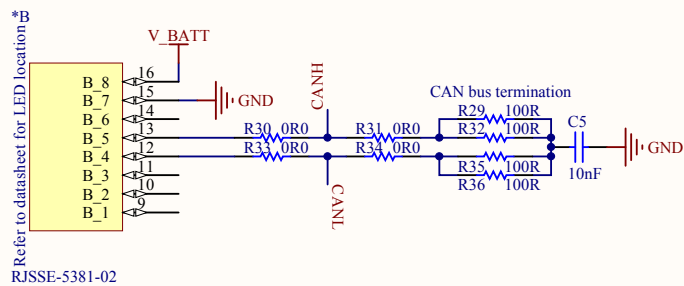 *B
Refer to datasheet for LED location
V_BATT
B_8 16
B_7 15
GND
B_6 14
B_5 13
B_4 12
B_3 11
B_2 10
B_1 9
RJSSE-5381-02
CANH
CANL
R30 0R0
R33 0R0
R31 0R0
R34 0R0
CAN bus termination
R29 100R
R32 100R
R35 100R
R36 100R
C5
10nF
GND